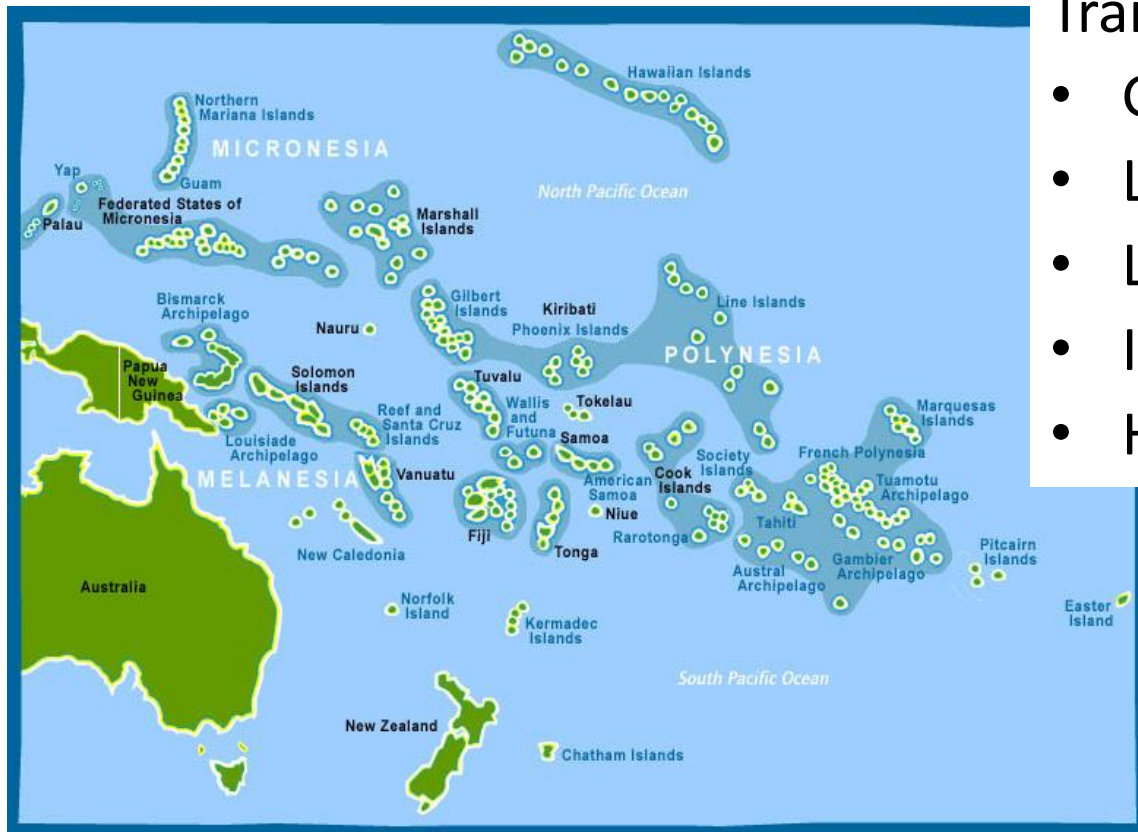 Hawaiian Islands
Northern
Mariana Islands
MICRONESIA
Yap
Guam
North Pacific Ocean
Federated States of
Micronesia
Palau
Marshall
Islands
Bismarck
Archipelago
Gilbert
Islands
Kiribati
Line Islands
Nauru
Phoenix Islands
POLYNESIA
Papua
New
Guinea
Solomon
Islands
Tuvalu
Tokelau
Wallis
and
Futuna
Reef and
Santa Cruz
Islands
Marquesas
Islands
Louisiade
Archipelago
Samoa
Society
Islands
French Polynesia
MELANESIA
Vanuatu
American
Samoa
Cook
Islands
Tuamotu
Archipelago
Niue
Fiji
Tonga
Rarotonga
Tahiti
New Caledonia
Austral
Archipelago
Gambier
Archipelago
Pitcairn
Islands
Australia
Norfolk
Island
Kermadec
Islands
Easter
Island
South Pacific Ocean
New Zealand
Chatham Islands